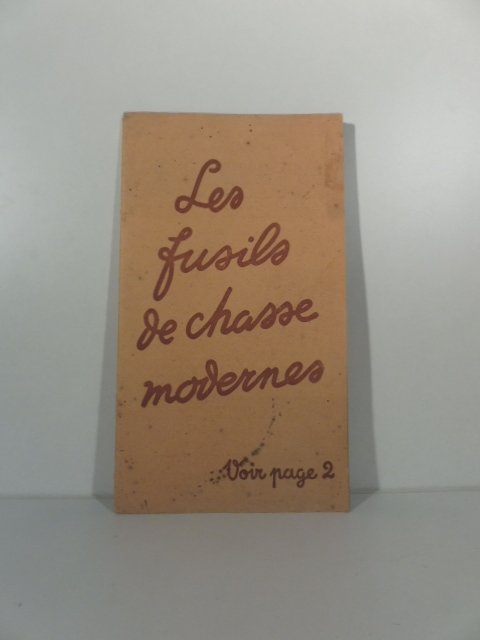 Les
fusils
de chasse
modernes
Voir page 2